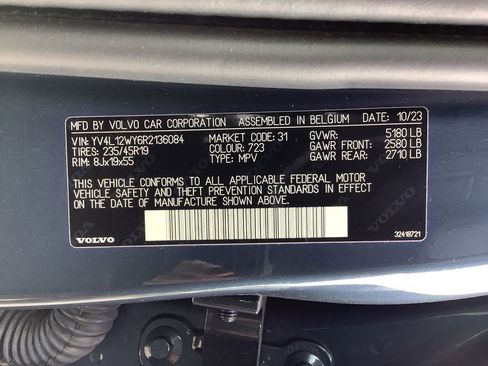 MFD. BY VOLVO CAR CORPORATION ASSEMBLED IN BELGIUM DATE: 10/23
VIN: YV4L12WY6R2136084 MARKET CODE: 31 GVWR: 5180 LB
TIRES: 235/45R19 COLOUR: 723 GAWR FRONT: 2580 LB
RIM: 8Jx19x55 TYPE: MPV GAWR REAR: 2710 LB
THIS VEHICLE CONFORMS TO ALL APPLICABLE FEDERAL MOTOR
VEHICLE SAFETY AND THEFT PREVENTION STANDARDS IN EFFECT
ON THE DATE OF MANUFACTURE SHOWN ABOVE.
VOLVO 32418721